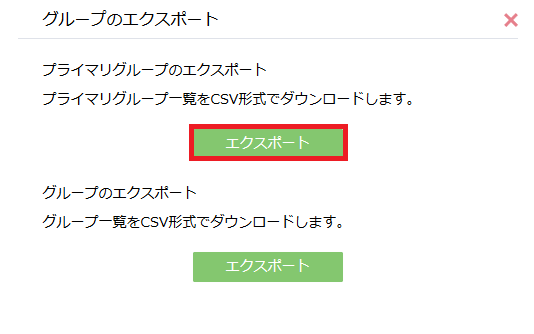 グループのエクスポート
プライマリグループのエクスポート
プライマリグループ一覧をCSV形式でダウンロードします。
エクスポート
グループのエクスポート
グループ一覧をCSV形式でダウンロードします。
エクスポート